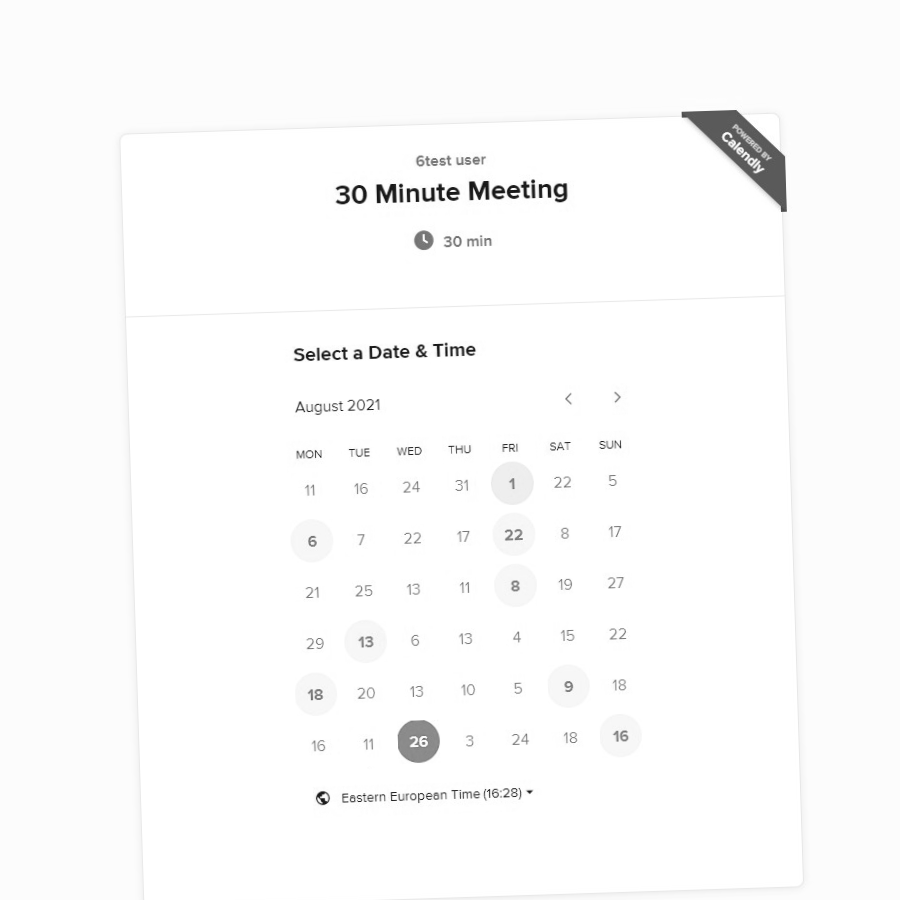 POWERED BY
Calendly
6test user
30 Minute Meeting
30 min
Select a Date & Time
August 2021
MON TUE WED THU FRI SAT SUN
11 16 24 31 1 22 5
6 7 22 17 22 8 17
21 25 13 11 8 19 27
29 13 6 13 4 15 22
18 20 13 10 5 9 18
16 11 26 3 24 18 16
Eastern European Time (16:28)